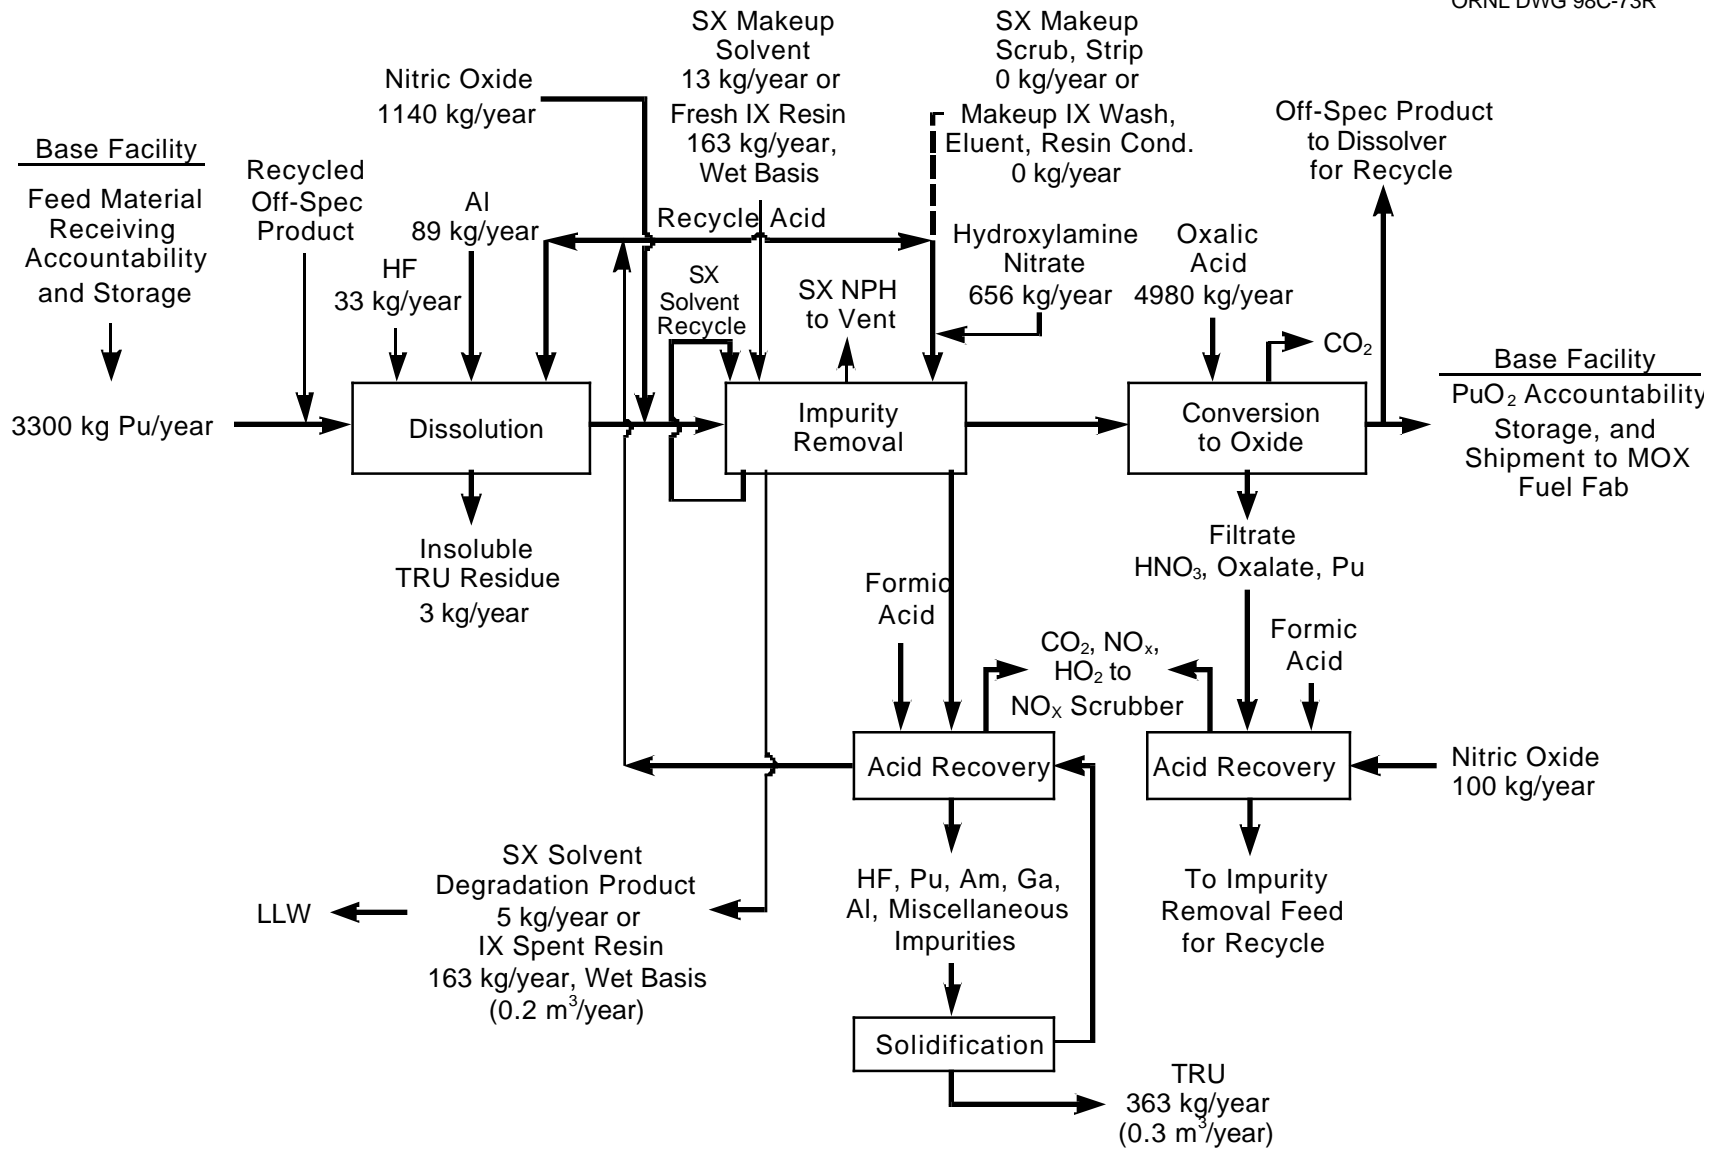 ORNL DWG 98C-73R
SX Makeup
Solvent
13 kg/year or
Fresh IX Resin
163 kg/year,
Wet Basis
SX Makeup
Scrub, Strip
0 kg/year or
Makeup IX Wash,
Eluent, Resin Cond.
0 kg/year
Nitric Oxide
1140 kg/year
Off-Spec Product
to Dissolver
for Recycle
Base Facility
Feed Material
Receiving
Accountability
and Storage
Recycled
Off-Spec
Product
Al
89 kg/year
HF
33 kg/year
Recycle Acid
SX
Solvent
Recycle
SX NPH
to Vent
Hydroxylamine
Nitrate
656 kg/year
Oxalic
Acid
4980 kg/year
CO2
Base Facility
PuO2 Accountability
Storage, and
Shipment to MOX
Fuel Fab
3300 kg Pu/year
Dissolution
Impurity
Removal
Conversion
to Oxide
Insoluble
TRU Residue
3 kg/year
Filtrate
HNO3, Oxalate, Pu
Formic
Acid
CO2, NOx,
HO2 to
NOX Scrubber
Formic
Acid
Acid Recovery
Acid Recovery
Nitric Oxide
100 kg/year
LLW
SX Solvent
Degradation Product
5 kg/year or
IX Spent Resin
163 kg/year, Wet Basis
(0.2 m3/year)
HF, Pu, Am, Ga,
Al, Miscellaneous
Impurities
To Impurity
Removal Feed
for Recycle
Solidification
TRU
363 kg/year
(0.3 m3/year)